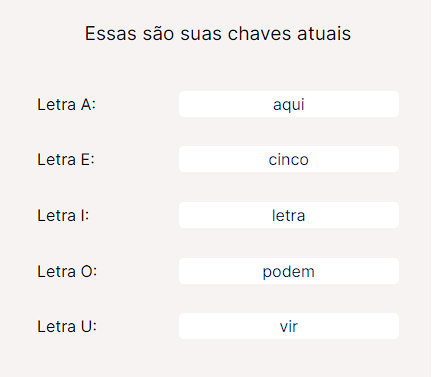 Essas são suas chaves atuais
Letra A: aqui
Letra E: cinco
Letra I: letra
Letra O: podem
Letra U: vir